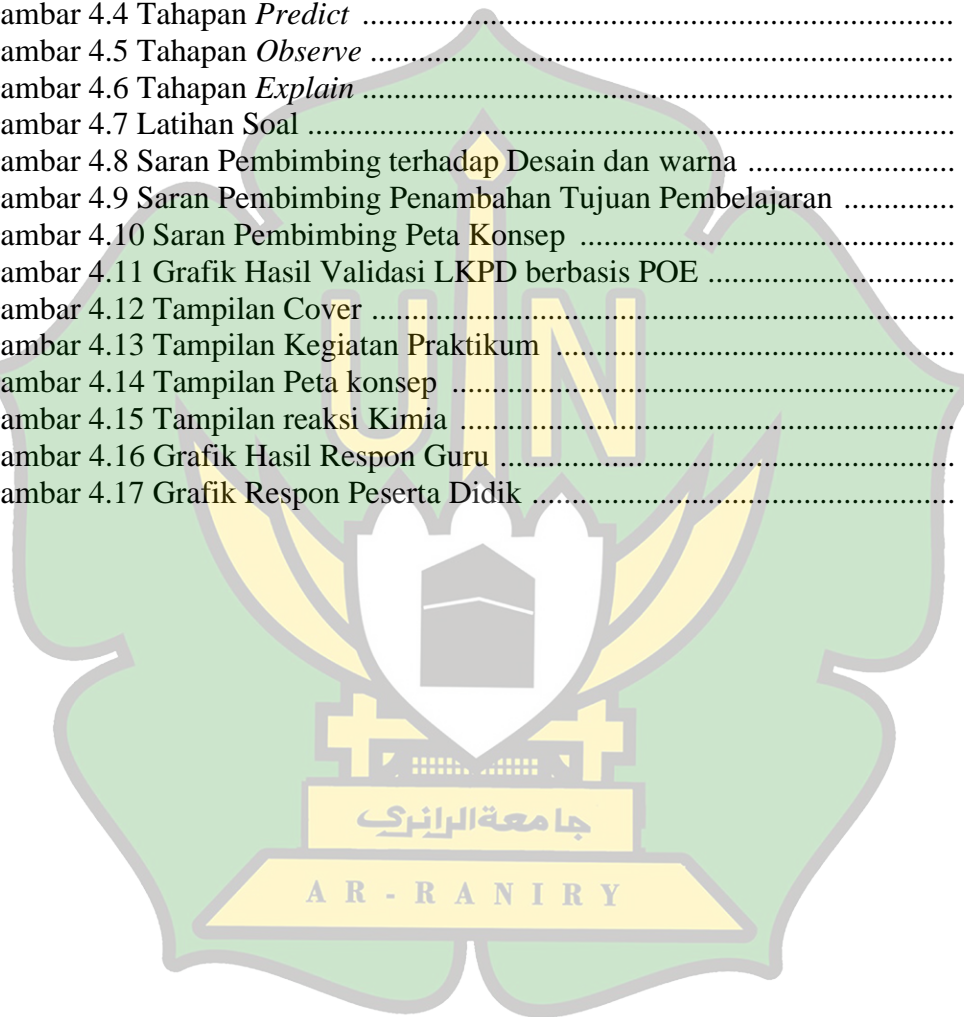 ambar 4.4 Tahapan Predict ........................................................................
ambar 4.5 Tahapan Observe .......................................................................
ambar 4.6 Tahapan Explain ........................................................................
ambar 4.7 Latihan Soal ...............................................................................
ambar 4.8 Saran Pembimbing terhadap Desain dan warna .........................
ambar 4.9 Saran Pembimbing Penambahan Tujuan Pembelajaran ..............
ambar 4.10 Saran Pembimbing Peta Konsep ..............................................
ambar 4.11 Grafik Hasil Validasi LKPD berbasis POE ..............................
ambar 4.12 Tampilan Cover .......................................................................
ambar 4.13 Tampilan Kegiatan Praktikum .................................................
ambar 4.14 Tampilan Peta konsep .............................................................
ambar 4.15 Tampilan reaksi Kimia ............................................................
ambar 4.16 Grafik Hasil Respon Guru .......................................................
ambar 4.17 Grafik Respon Peserta Didik ...................................................
UIN
جامعة الرانري
AR-RANIRY